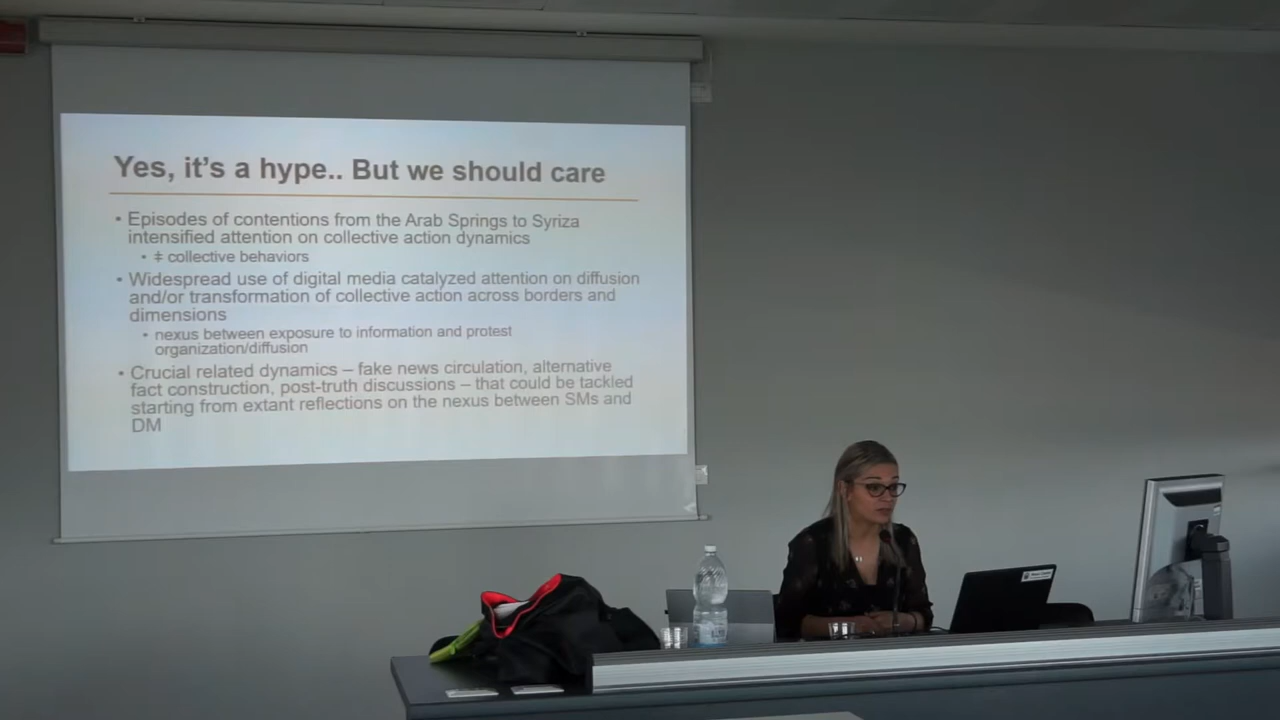 Yes, it's a hype.. But we should care
• Episodes of contentions from the Arab Springs to Syriza
intensified attention on collective action dynamics
• ǂ collective behaviors
• Widespread use of digital media catalyzed attention on diffusion
and/or transformation of collective action across borders and
dimensions
• nexus between exposure to information and protest
organization/diffusion
• Crucial related dynamics – fake news circulation, alternative
fact construction, post-truth discussions – that could be tackled
starting from extant reflections on the nexus between SMs and
DM